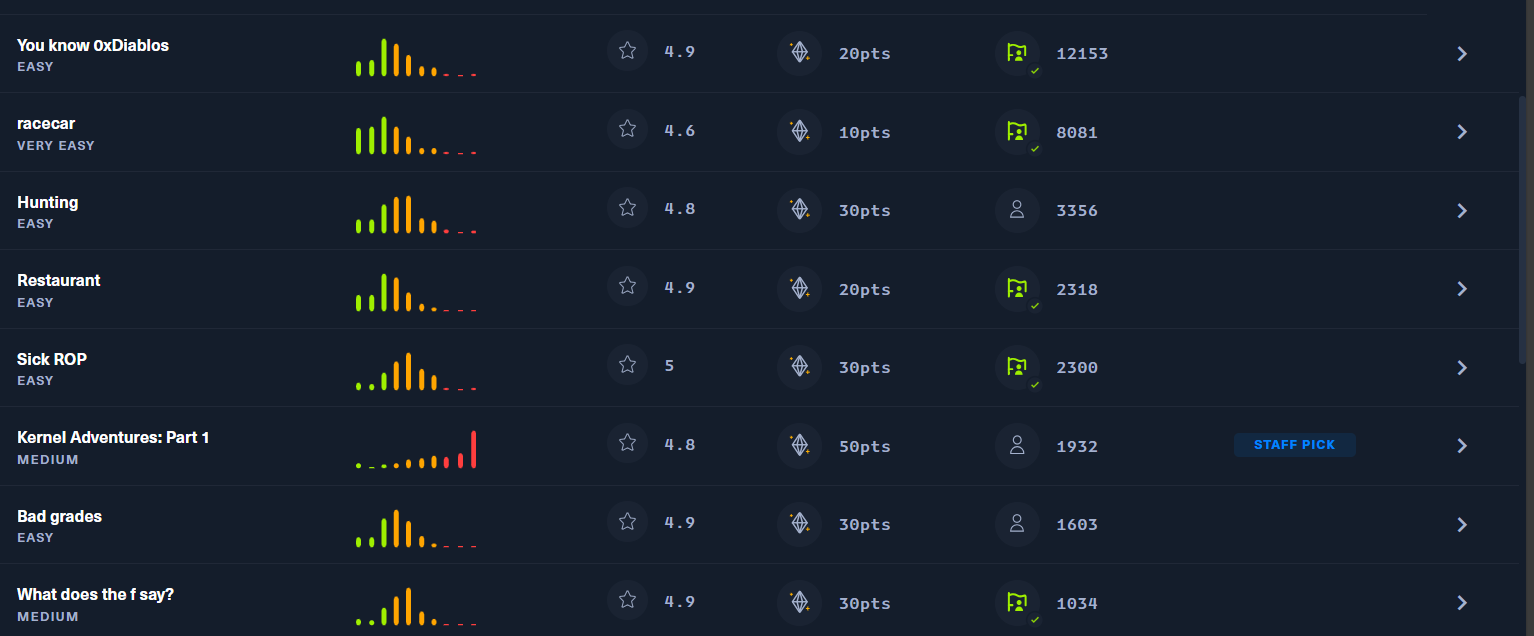 You know 0xDiablos
EASY
4.9
20pts
12153
racecar
VERY EASY
4.6
10pts
8081
Hunting
EASY
4.8
30pts
3356
Restaurant
EASY
4.9
20pts
2318
Sick ROP
EASY
5
30pts
2300
Kernel Adventures: Part 1
MEDIUM
4.8
50pts
1932
STAFF PICK
Bad grades
EASY
4.9
30pts
1603
What does the f say?
MEDIUM
4.9
30pts
1034